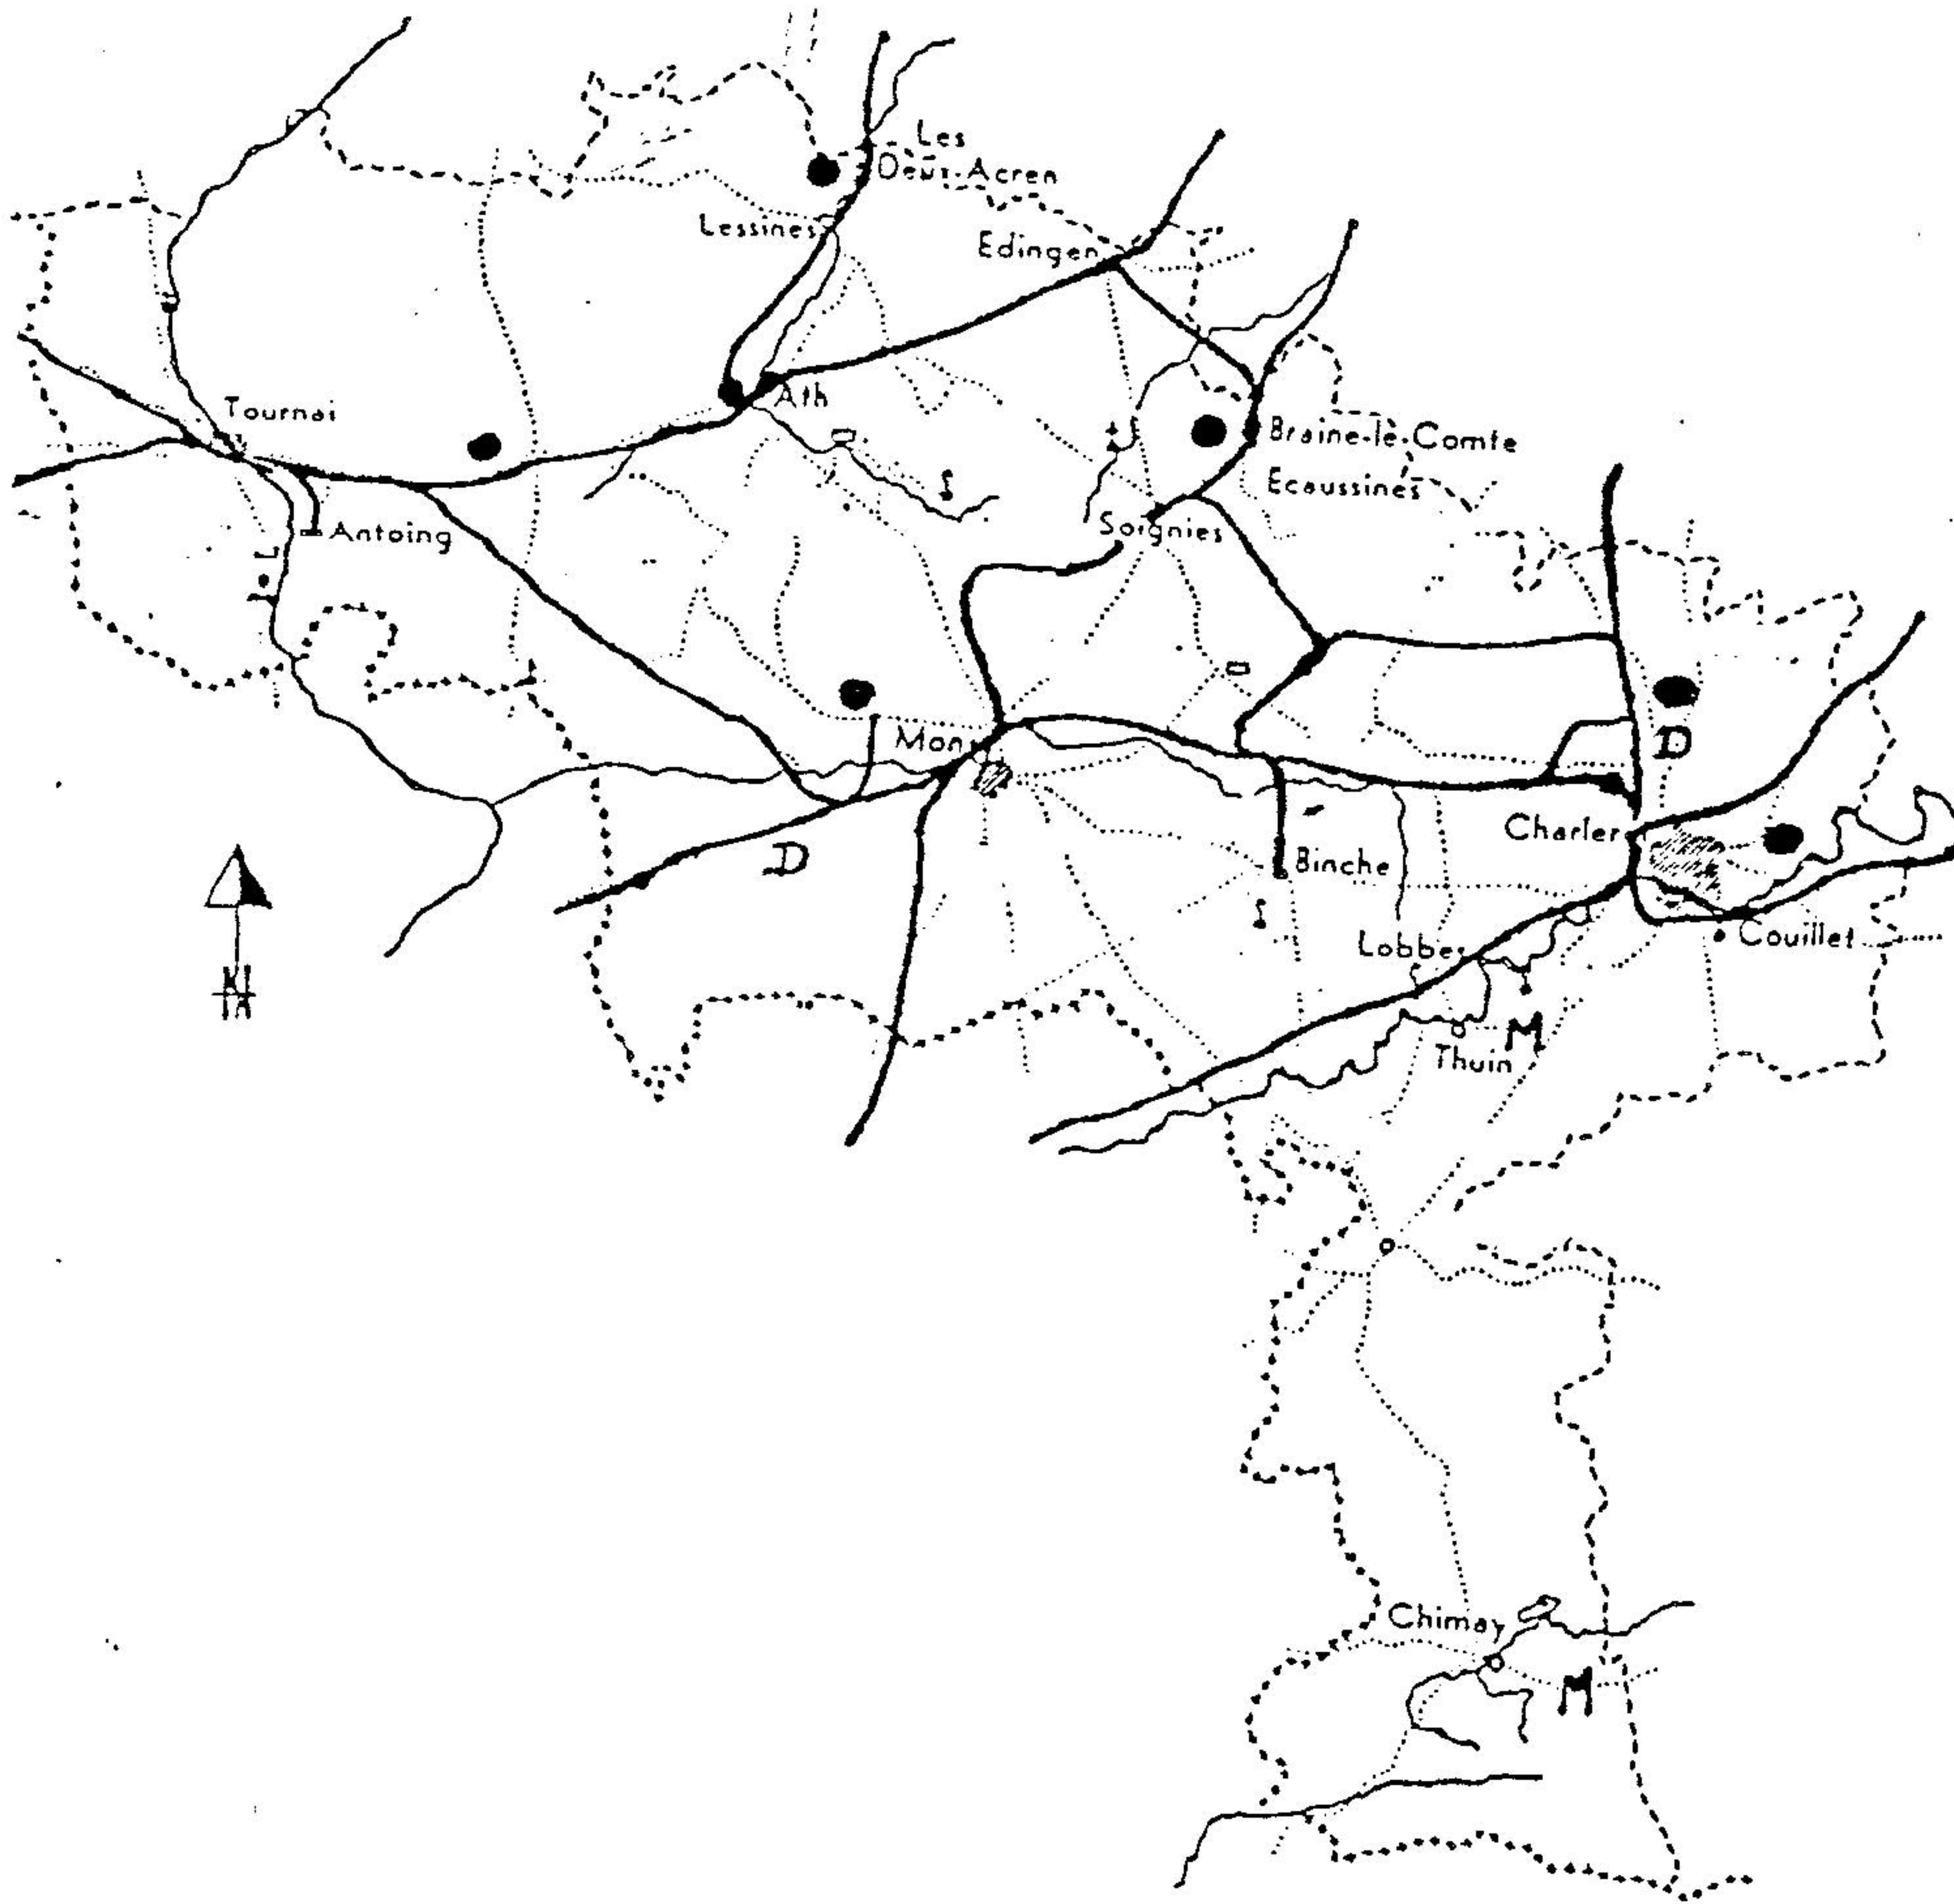 Les
Deux-Acren
Lessines
Edingen
Ath
Tournai
Braine-le-Comte
Ecaussines
Soignies
Antoing
Mons
D
D
Charler
Binche
Couillet
Lobbes
M
Thuin
Chimay
M